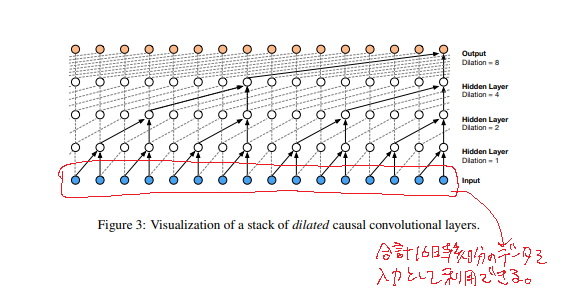 Output
Dilation = 8
Hidden Layer
Dilation = 4
Hidden Layer
Dilation = 2
Hidden Layer
Dilation = 1
Input
Figure 3: Visualization of a stack of dilated causal convolutional layers.
合計16日時刻分のデータを
入力として利用できる。